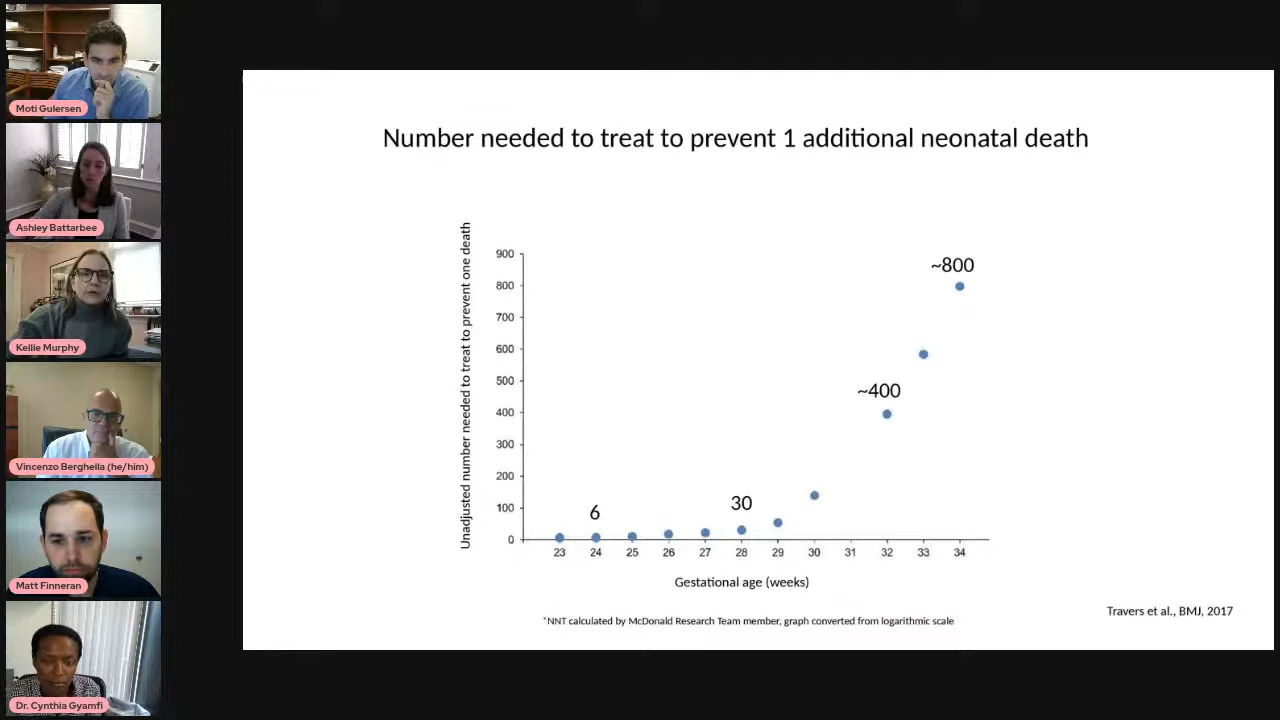 Moti Gulersen
Ashley Battarbee
Kellie Murphy
Vincenzo Bergheila (he/him)
Matt Finneran
Dr. Cynthia Gyamfi
Number needed to treat to prevent 1 additional neonatal death
Unadjusted number needed to treat to prevent one death
900
800
700
600
500
400
300
200
100
0
~800
~400
30
6
23 24 25 26 27 28 29 30 31 32 33 34
Gestational age (weeks)
*NNT calculated by McDonald Research Team member, graph converted from logarithmic scale
Travers et al., BMJ, 2017